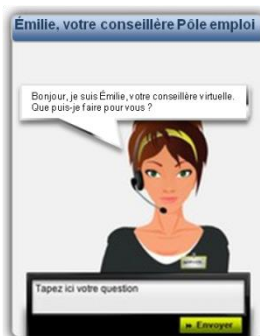 Émilie, votre conseillère Pôle emploi
Bonjour, je suis Émilie, votre conseillère virtuelle.
Que puis-je faire pour vous ?
Tapez ici votre question
» Envoyer